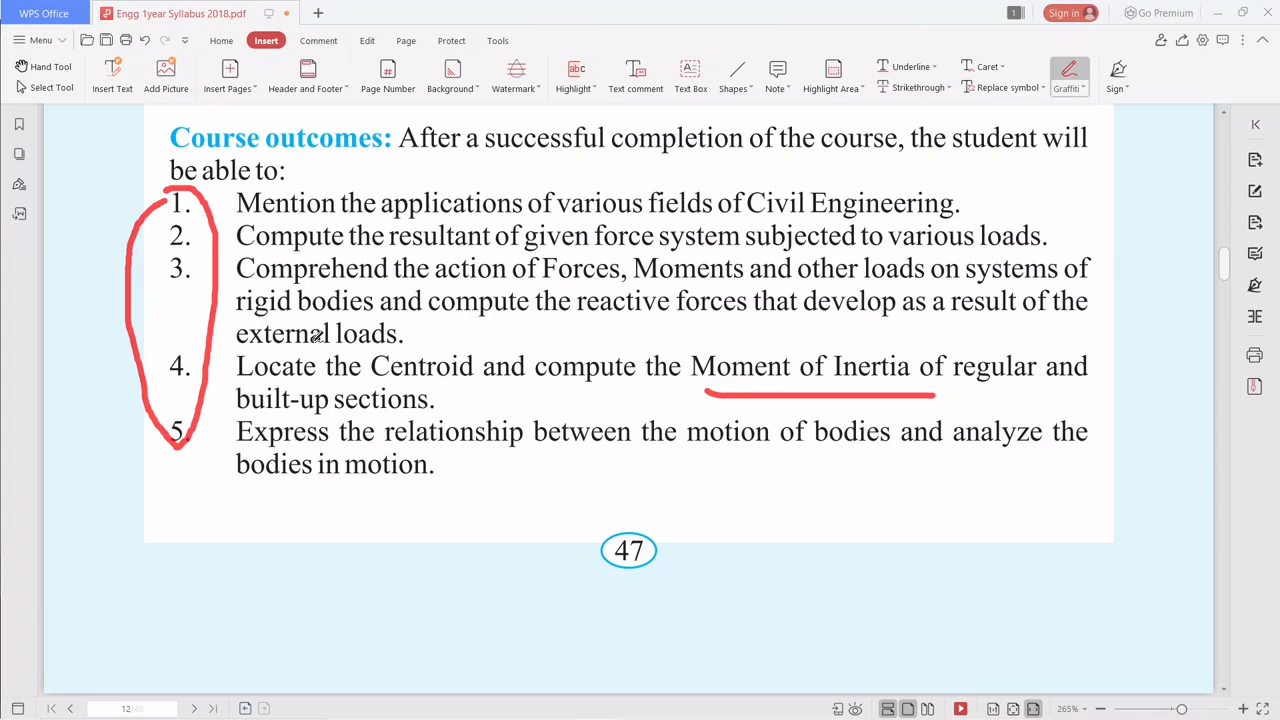 WPS Office
Engg 1year Syllabus 2018.pdf
1
Sign in
Go Premium
Menu
Home
Insert
Comment
Edit
Page
Protect
Tools
Hand Tool
Select Tool
Insert Text
Add Picture
Insert Pages
Header and Footer
Page Number
Background
Watermark
Highlight
Text comment
Text Box
Shapes
Note
Highlight Area
Underline
Strikethrough
Caret
Replace symbol
Graffiti
Sign
Course outcomes: After a successful completion of the course, the student will
be able to:
1. Mention the applications of various fields of Civil Engineering.
2. Compute the resultant of given force system subjected to various loads.
3. Comprehend the action of Forces, Moments and other loads on systems of
rigid bodies and compute the reactive forces that develop as a result of the
external loads.
4. Locate the Centroid and compute the Moment of Inertia of regular and
built-up sections.
5. Express the relationship between the motion of bodies and analyze the
bodies in motion.
47
12/49
265%